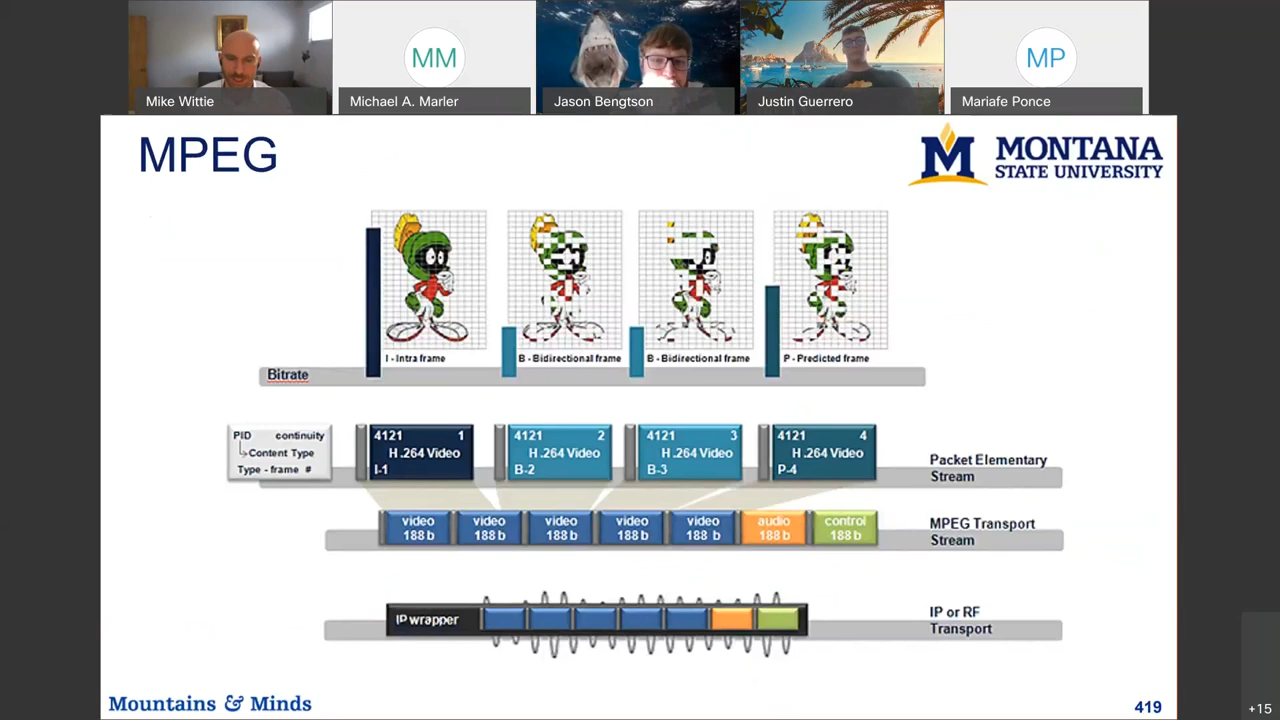 MM
MP
Mike Wittie
Michael A. Marler
Jason Bengtson
Justin Guerrero
Mariafe Ponce
MPEG
M MONTANA
STATE UNIVERSITY
I - Intra frame
B - Bidirectional frame
B - Bidirectional frame
P - Predicted frame
Bitrate
PID continuity
Content Type
Type - frame #
4121 1
H.264 Video
I-1
4121 2
H.264 Video
B-2
4121 3
H.264 Video
B-3
4121 4
H.264 Video
P-4
Packet Elementary
Stream
video
188 b
video
188 b
video
188 b
video
188 b
video
188 b
audio
188 b
control
188 b
MPEG Transport
Stream
IP wrapper
IP or RF
Transport
Mountains & Minds
419
+15